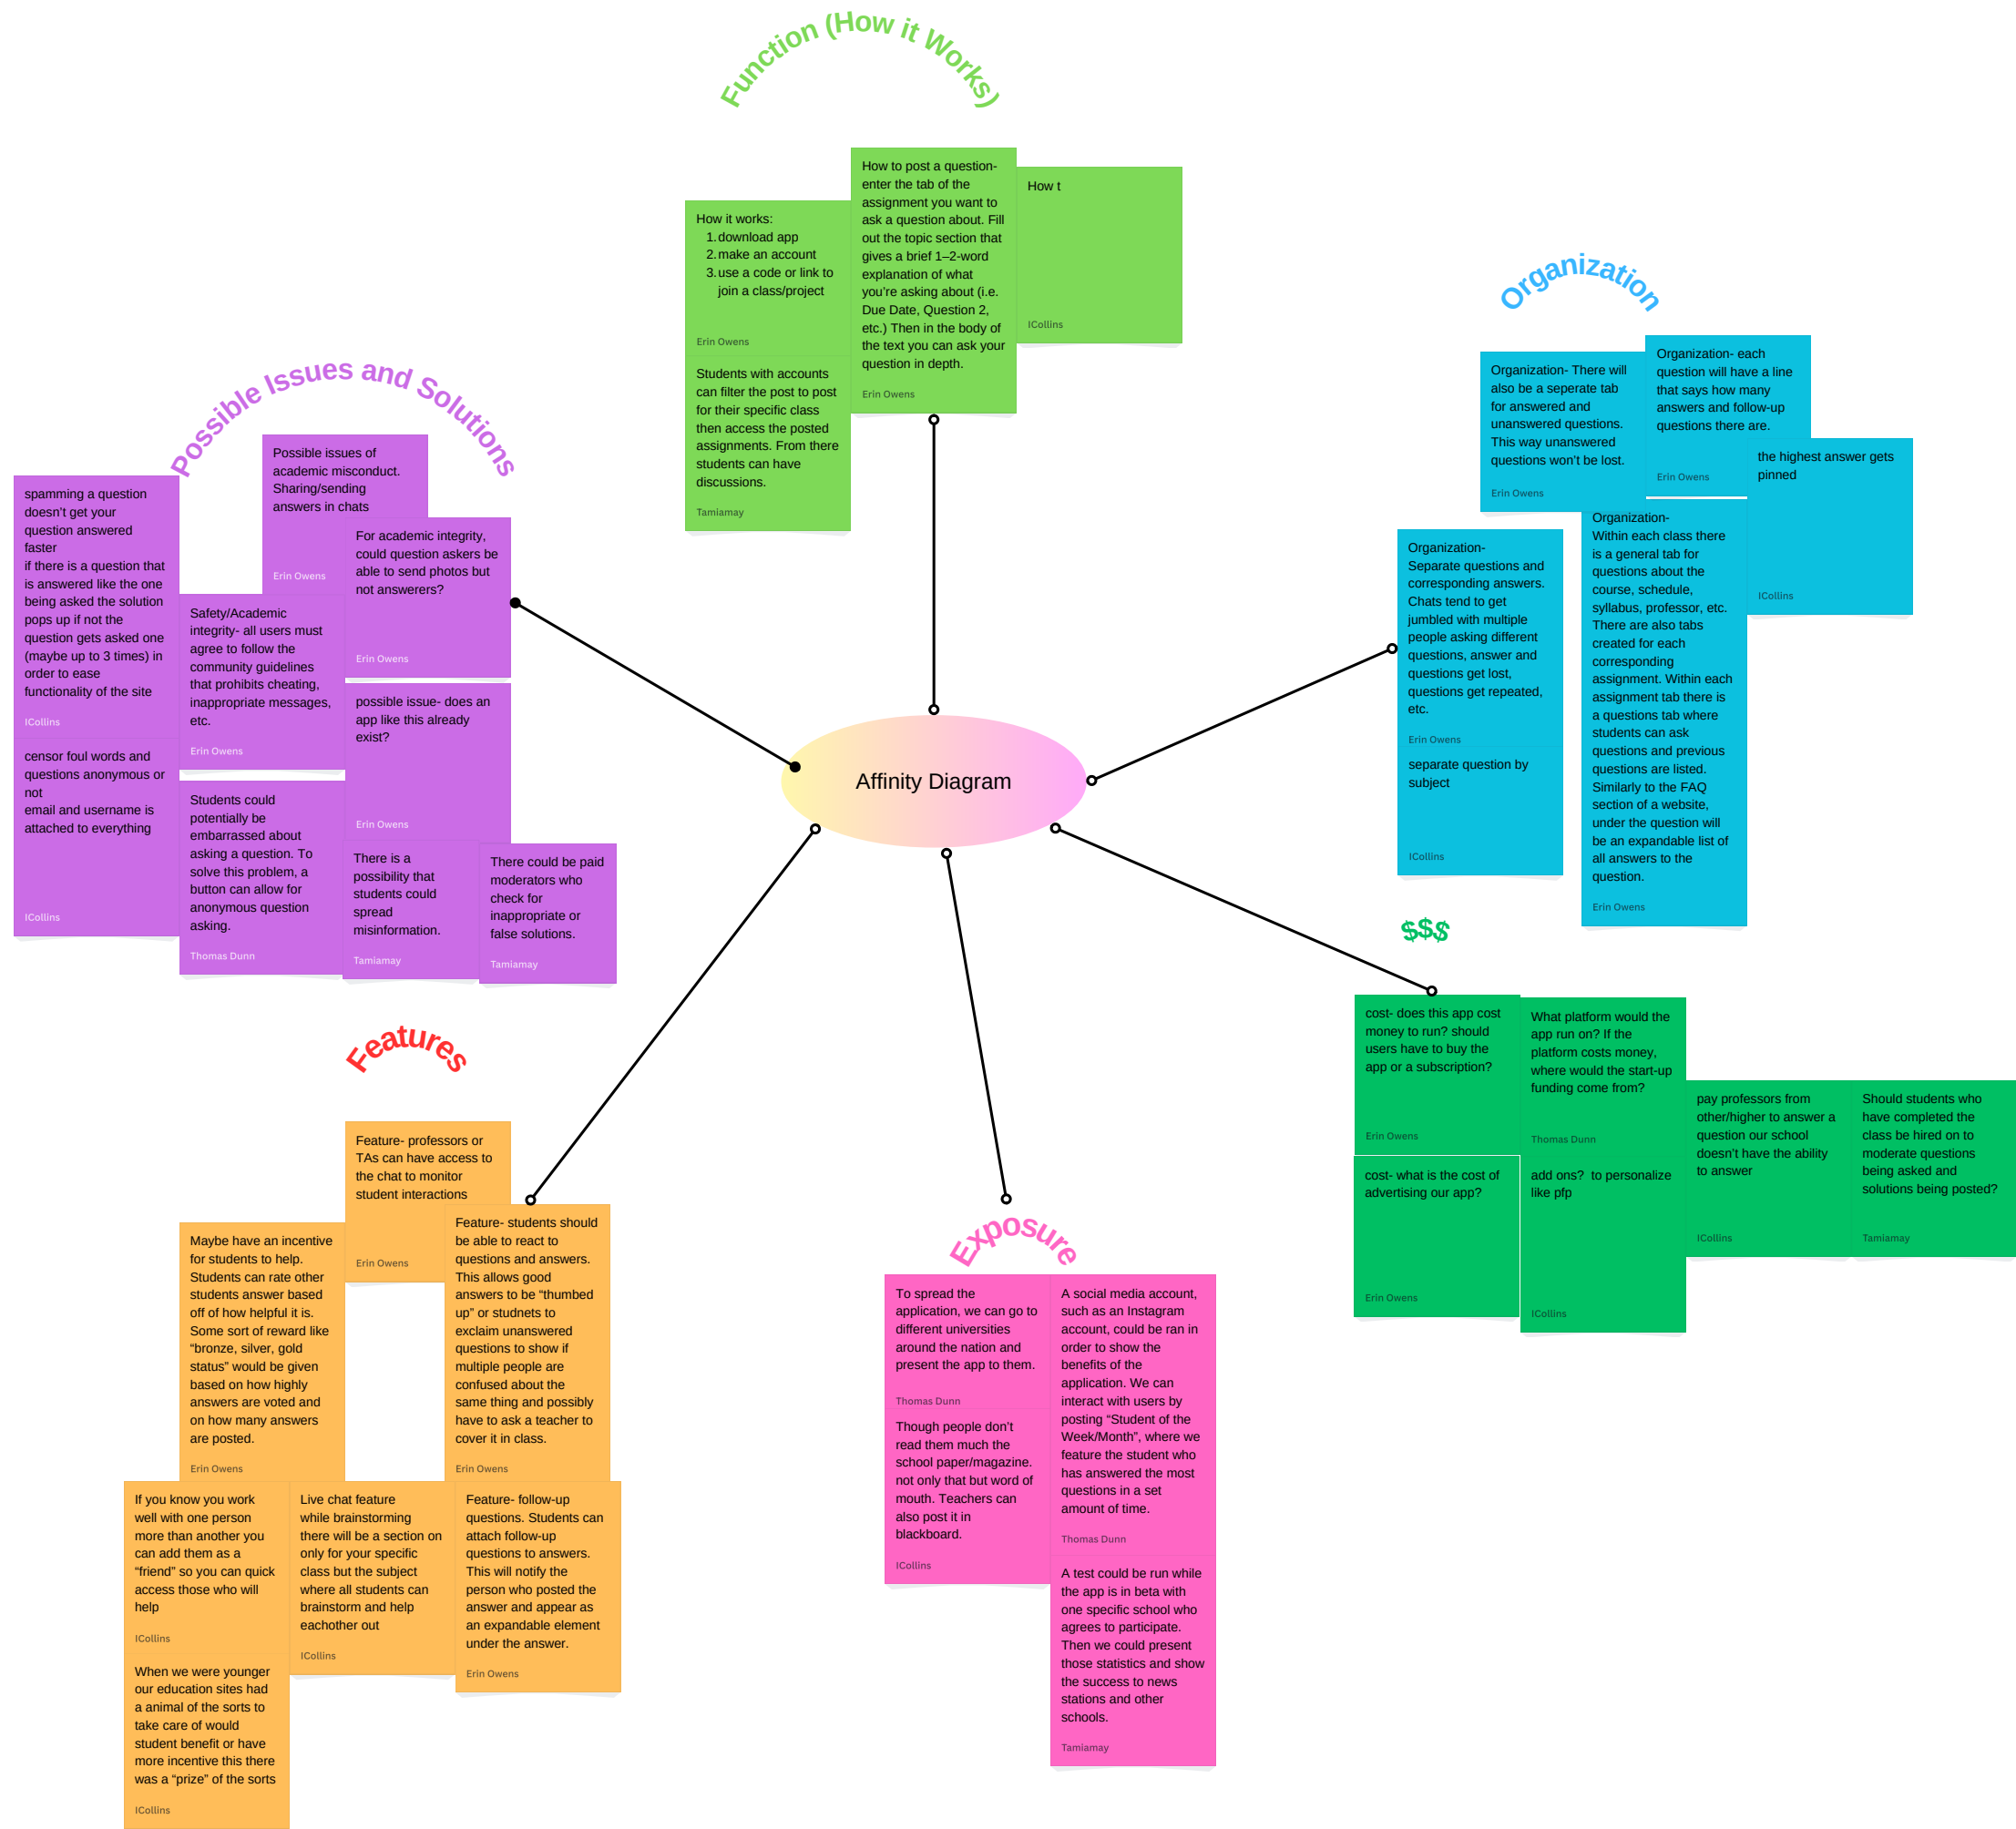 Function (How it Works)
How it works:
1. download app
2. make an account
3. use a code or link to
join a class/project
Erin Owens
Students with accounts
can filter the post to post
for their specific class
then access the posted
assignments. From there
students can have
discussions.
Tamiamay
How to post a question-
enter the tab of the
assignment you want to
ask a question about. Fill
out the topic section that
gives a brief 1–2-word
explanation of what
you’re asking about (i.e.
Due Date, Question 2,
etc.) Then in the body of
the text you can ask your
question in depth.
Erin Owens
How t
ICollins
Organization
Organization- There will
also be a seperate tab
for answered and
unanswered questions.
This way unanswered
questions won’t be lost.
Erin Owens
Organization- each
question will have a line
that says how many
answers and follow-up
questions there are.
Erin Owens
the highest answer gets
pinned
ICollins
Organization-
Separate questions and
corresponding answers.
Chats tend to get
jumbled with multiple
people asking different
questions, answer and
questions get lost,
questions get repeated,
etc.
Erin Owens
separate question by
subject
ICollins
Organization-
Within each class there
is a general tab for
questions about the
course, schedule,
syllabus, professor, etc.
There are also tabs
created for each
corresponding
assignment. Within each
assignment tab there is
a questions tab where
students can ask
questions and previous
questions are listed.
Similarly to the FAQ
section of a website,
under the question will
be an expandable list of
all answers to the
question.
Erin Owens
Possible Issues and Solutions
spamming a question
doesn’t get your
question answered
faster
if there is a question that
is answered like the one
being asked the solution
pops up if not the
question gets asked one
(maybe up to 3 times) in
order to ease
functionality of the site
ICollins
censor foul words and
questions anonymous or
not
email and username is
attached to everything
ICollins
Possible issues of
academic misconduct.
Sharing/sending
answers in chats
Erin Owens
For academic integrity,
could question askers be
able to send photos but
not answerers?
Erin Owens
Safety/Academic
integrity- all users must
agree to follow the
community guidelines
that prohibits cheating,
inappropriate messages,
etc.
Erin Owens
possible issue- does an
app like this already
exist?
Erin Owens
Students could
potentially be
embarrassed about
asking a question. To
solve this problem, a
button can allow for
anonymous question
asking.
Thomas Dunn
There is a
possibility that
students could
spread
misinformation.
Tamiamay
There could be paid
moderators who
check for
inappropriate or
false solutions.
Tamiamay
Affinity Diagram
$$$
cost- does this app cost
money to run? should
users have to buy the
app or a subscription?
Erin Owens
What platform would the
app run on? If the
platform costs money,
where would the start-up
funding come from?
Thomas Dunn
pay professors from
other/higher to answer a
question our school
doesn’t have the ability
to answer
ICollins
Should students who
have completed the
class be hired on to
moderate questions
being asked and
solutions being posted?
Tamiamay
cost- what is the cost of
advertising our app?
Erin Owens
add ons?  to personalize
like pfp
ICollins
Features
Feature- professors or
TAs can have access to
the chat to monitor
student interactions
Erin Owens
Maybe have an incentive
for students to help.
Students can rate other
students answer based
off of how helpful it is.
Some sort of reward like
“bronze, silver, gold
status” would be given
based on how highly
answers are voted and
on how many answers
are posted.
Erin Owens
Feature- students should
be able to react to
questions and answers.
This allows good
answers to be “thumbed
up” or studnets to
exclaim unanswered
questions to show if
multiple people are
confused about the
same thing and possibly
have to ask a teacher to
cover it in class.
Erin Owens
If you know you work
well with one person
more than another you
can add them as a
“friend” so you can quick
access those who will
help
ICollins
Live chat feature
while brainstorming
there will be a section on
only for your specific
class but the subject
where all students can
brainstorm and help
eachother out
ICollins
Feature- follow-up
questions. Students can
attach follow-up
questions to answers.
This will notify the
person who posted the
answer and appear as
an expandable element
under the answer.
Erin Owens
When we were younger
our education sites had
a animal of the sorts to
take care of would
student benefit or have
more incentive this there
was a “prize” of the sorts
ICollins
Exposure
To spread the
application, we can go to
different universities
around the nation and
present the app to them.
Thomas Dunn
Though people don’t
read them much the
school paper/magazine.
not only that but word of
mouth. Teachers can
also post it in
blackboard.
ICollins
A social media account,
such as an Instagram
account, could be ran in
order to show the
benefits of the
application. We can
interact with users by
posting “Student of the
Week/Month”, where we
feature the student who
has answered the most
questions in a set
amount of time.
Thomas Dunn
A test could be run while
the app is in beta with
one specific school who
agrees to participate.
Then we could present
those statistics and show
the success to news
stations and other
schools.
Tamiamay